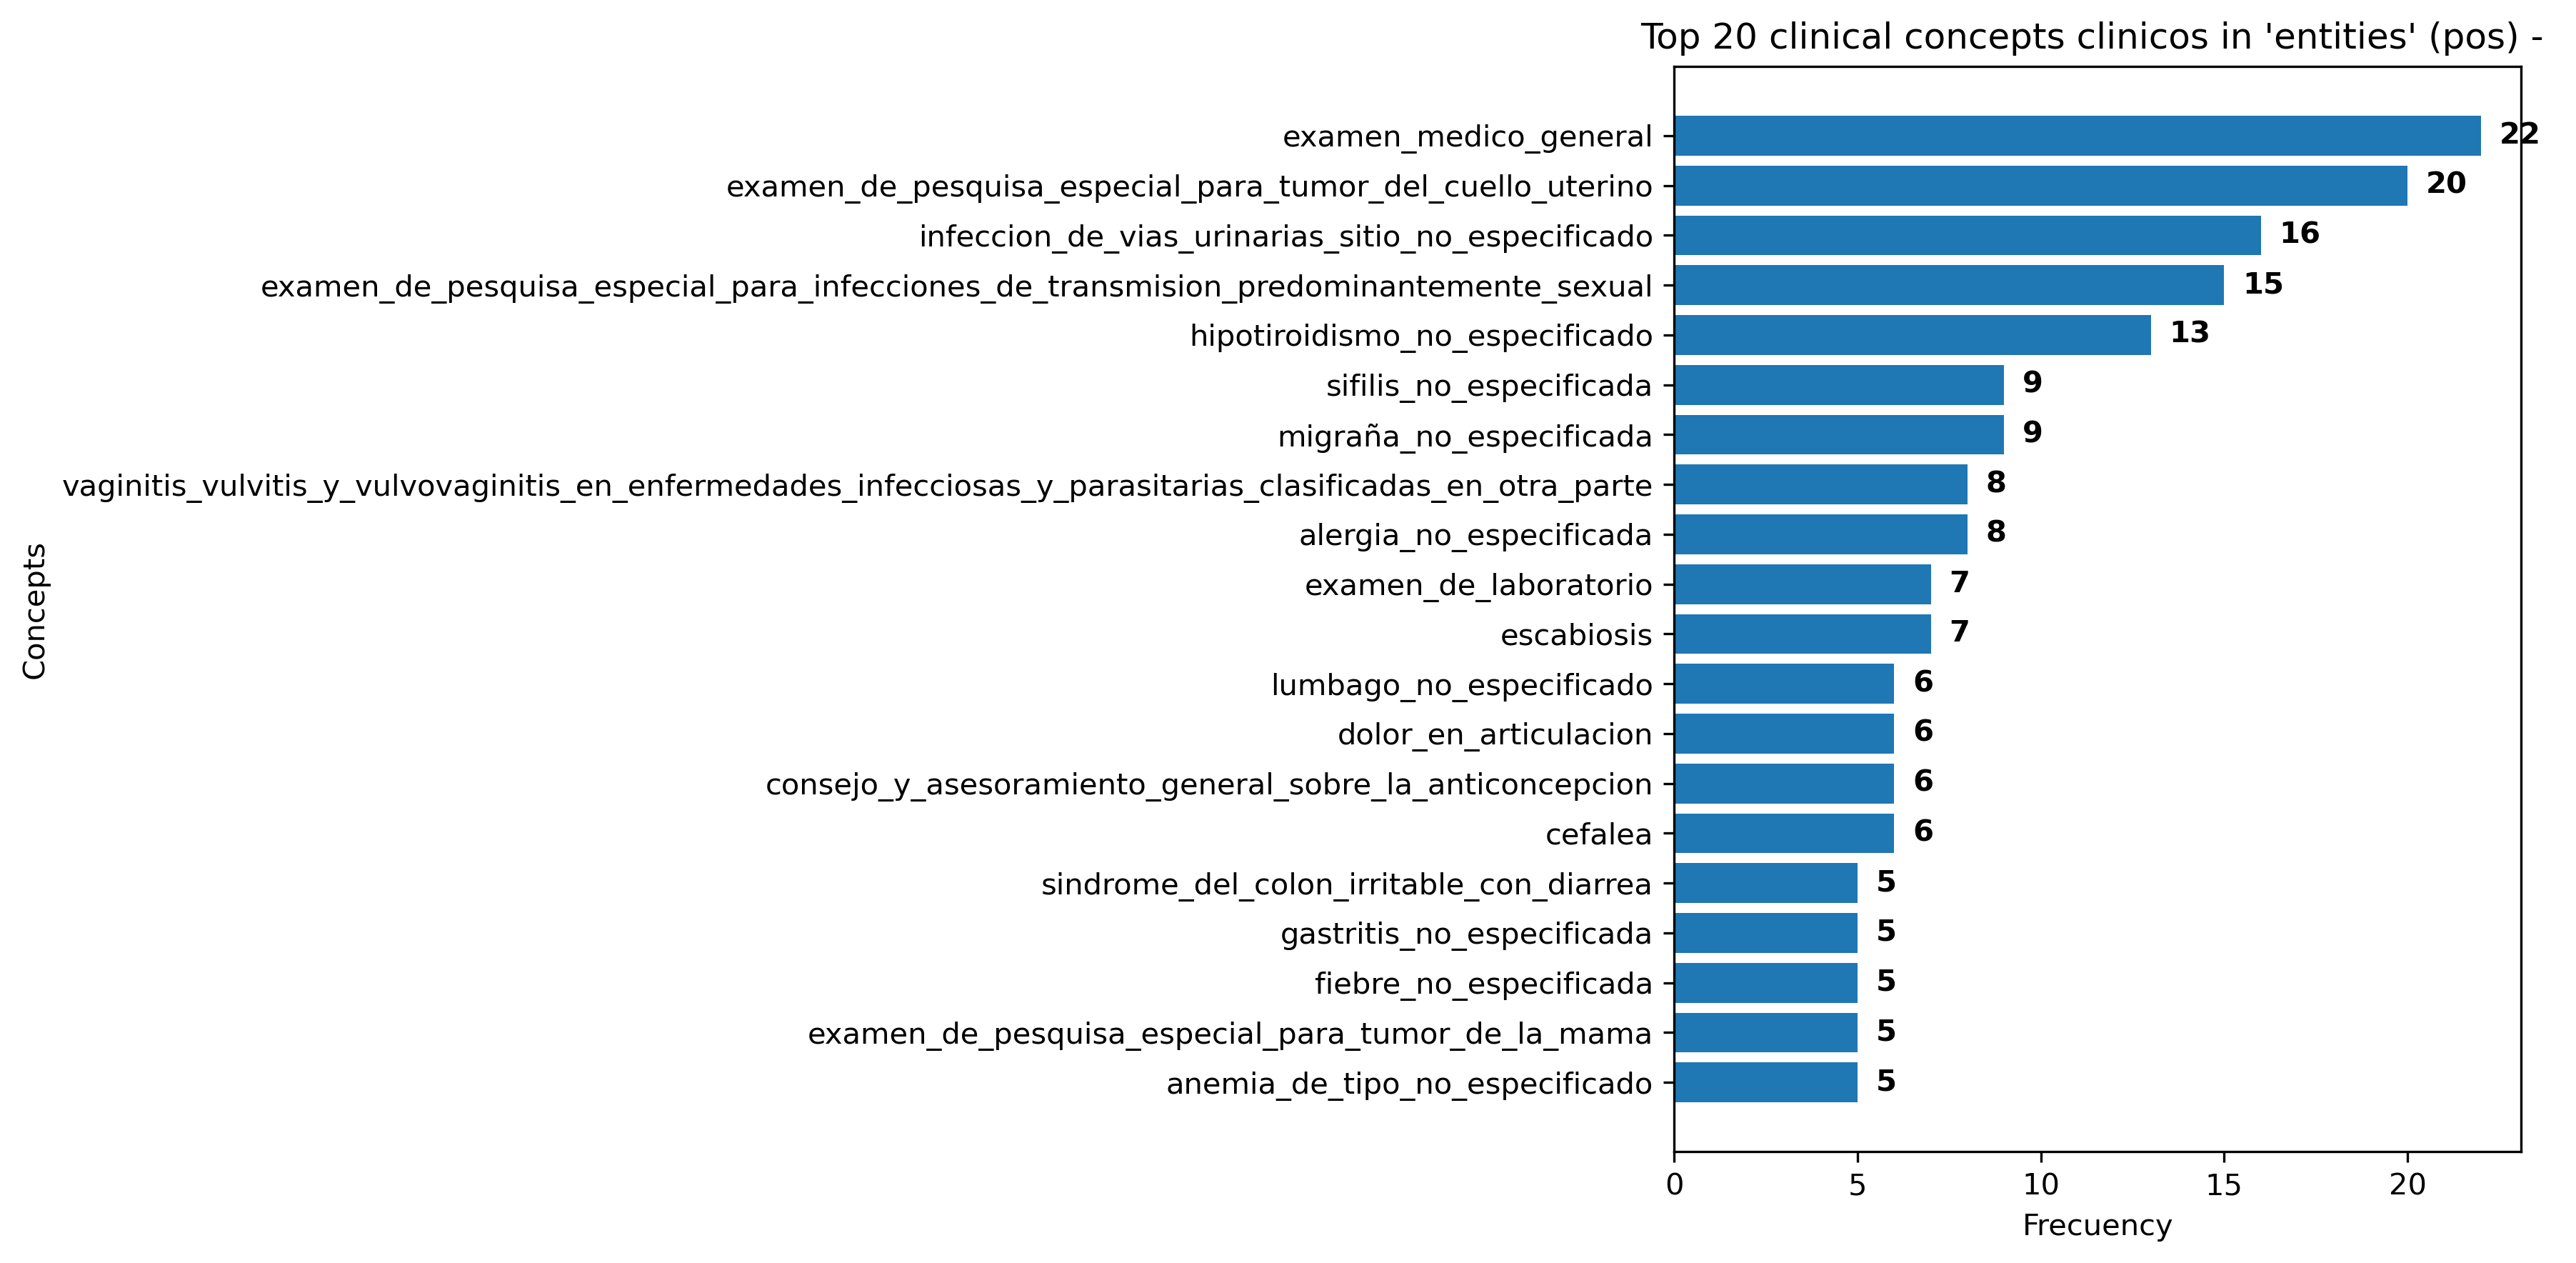 Top 20 clinical concepts clinicos in 'entities' (pos) -
examen_medico_general 22
examen_de_pesquisa_especial_para_tumor_del_cuello_uterino 20
infeccion_de_vias_urinarias_sitio_no_especificado 16
examen_de_pesquisa_especial_para_infecciones_de_transmision_predominantemente_sexual 15
hipotiroidismo_no_especificado 13
sifilis_no_especificada 9
migraña_no_especificada 9
vaginitis_vulvitis_y_vulvovaginitis_en_enfermedades_infecciosas_y_parasitarias_clasificadas_en_otra_parte 8
alergia_no_especificada 8
examen_de_laboratorio 7
escabiosis 7
lumbago_no_especificado 6
dolor_en_articulacion 6
consejo_y_asesoramiento_general_sobre_la_anticoncepcion 6
cefalea 6
sindrome_del_colon_irritable_con_diarrea 5
gastritis_no_especificada 5
fiebre_no_especificada 5
examen_de_pesquisa_especial_para_tumor_de_la_mama 5
anemia_de_tipo_no_especificado 5
Concepts
0 5 10 15 20
Frecuency